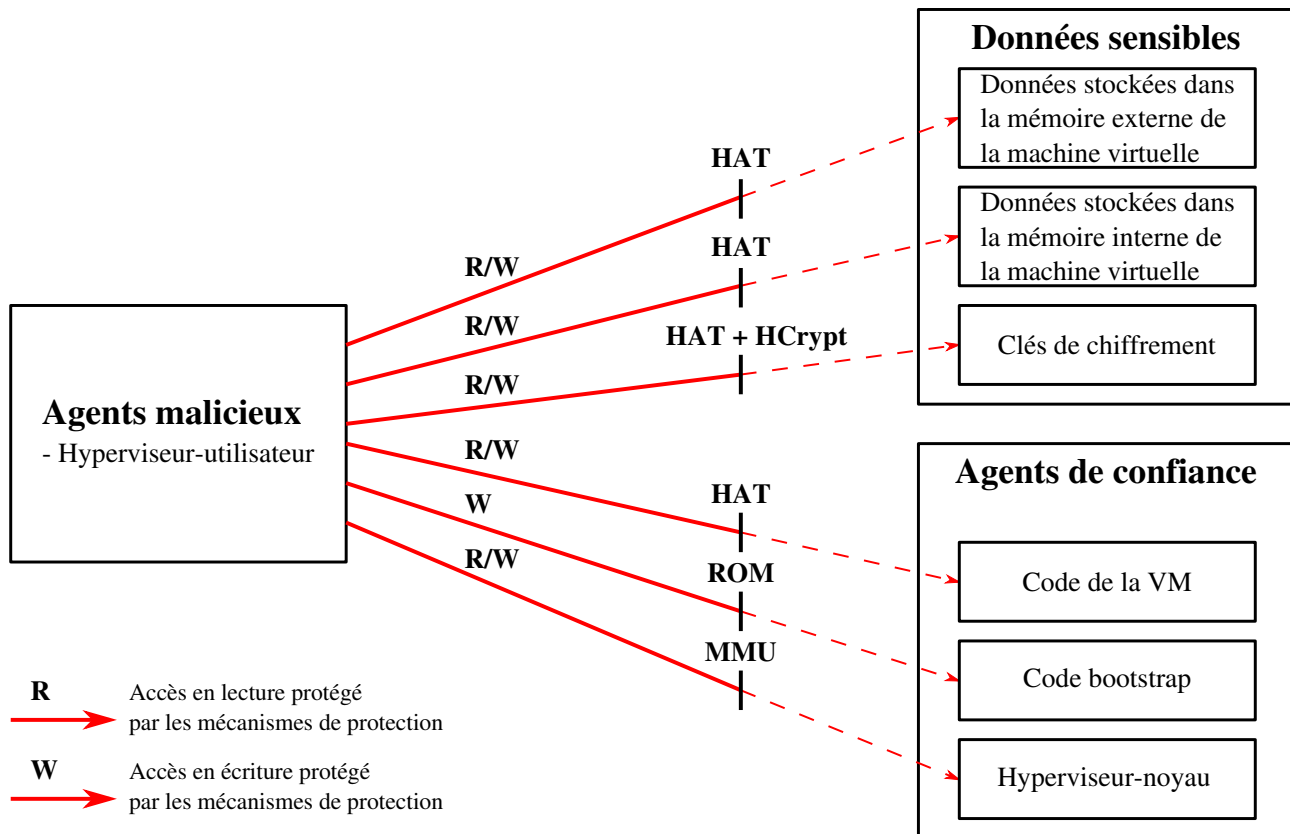 Données sensibles
Données stockées dans
la mémoire externe de
la machine virtuelle
HAT
Données stockées dans
la mémoire interne de
la machine virtuelle
HAT
R/W
R/W
HAT + HCrypt
Clés de chiffrement
R/W
Agents malicieux
- Hyperviseur-utilisateur
R/W
Agents de confiance
HAT
W
R/W
ROM
Code de la VM
MMU
Code bootstrap
R
Accès en lecture protégé
par les mécanismes de protection
W
Accès en écriture protégé
par les mécanismes de protection
Hyperviseur-noyau